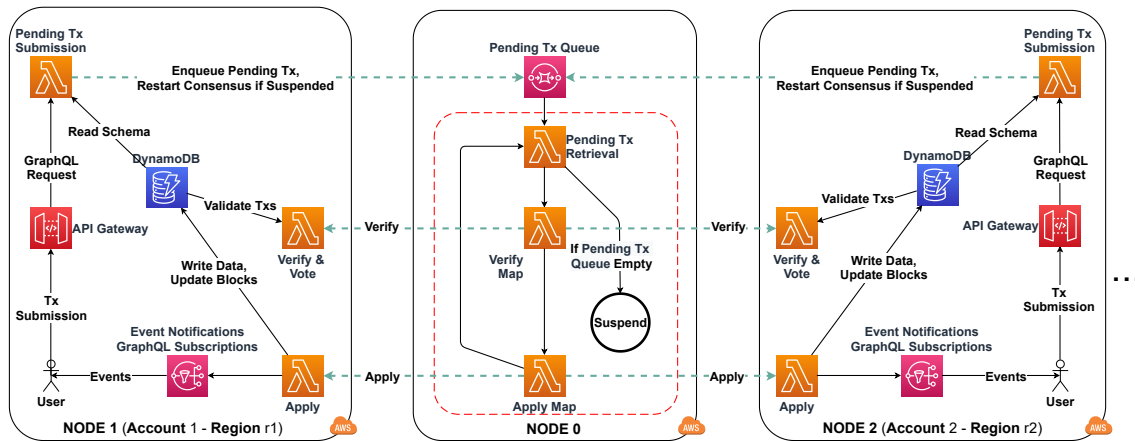 Pending Tx
Submission
Enqueue Pending Tx,
Restart Consensus if Suspended
Read Schema
GraphQL
Request
DynamoDB
Validate Txs
API Gateway
Verify &
Vote
Write Data,
Update Blocks
Tx
Submission
Event Notifications
GraphQL Subscriptions
Events
User
Apply
NODE 1 (Account 1 - Region r1)
AWS
Verify
Apply
Pending Tx Queue
Pending Tx
Retrieval
Verify
Map
If Pending Tx
Queue Empty
Suspend
Apply Map
NODE 0
AWS
Verify
Apply
Pending Tx
Submission
Enqueue Pending Tx,
Restart Consensus if Suspended
Read Schema
GraphQL
Request
DynamoDB
Validate Txs
API Gateway
Verify &
Vote
Write Data,
Update Blocks
Tx
Submission
Event Notifications
GraphQL Subscriptions
Events
User
Apply
NODE 2 (Account 2 - Region r2)
AWS
...